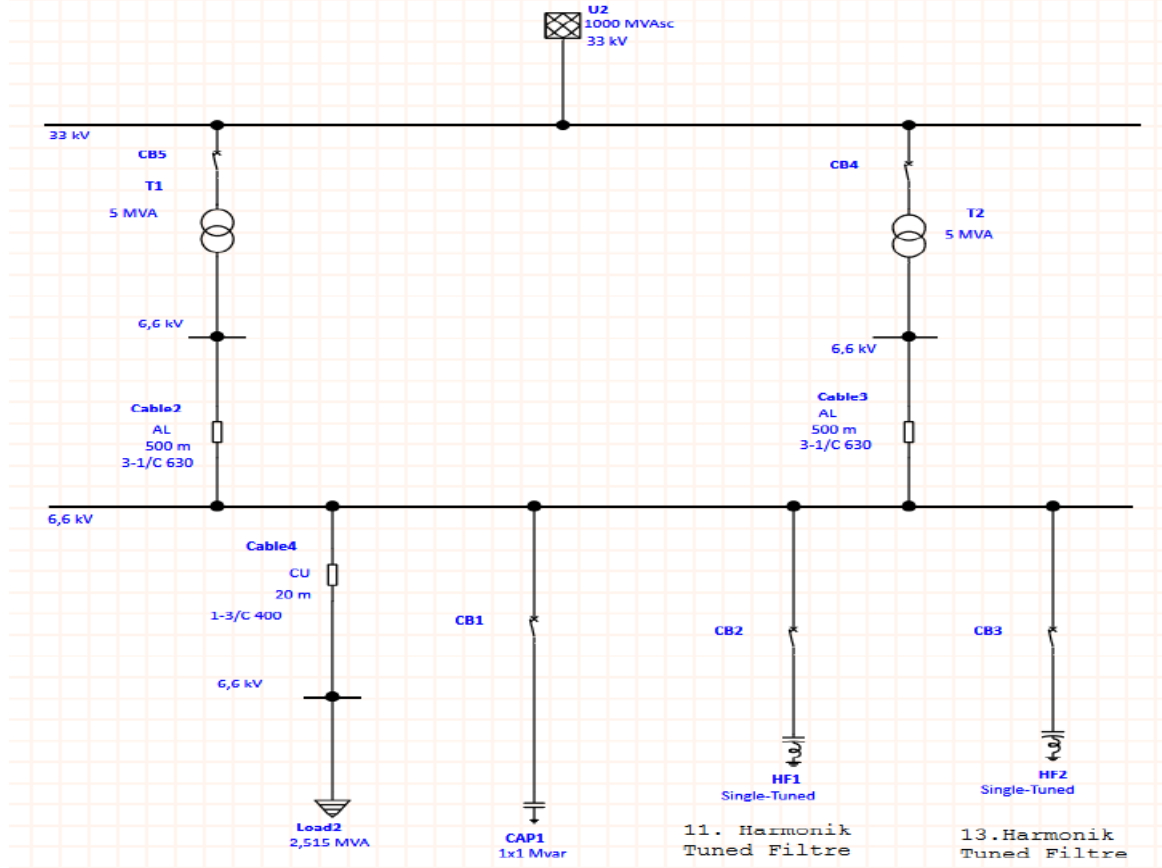 U2
1000 MVAsc
33 kV
33 kV
CB5
T1
5 MVA
CB4
T2
5 MVA
6,6 kV
6,6 kV
Cable2
AL
500 m
3-1/C 630
Cable3
AL
500 m
3-1/C 630
6,6 kV
Cable4
CU
20 m
1-3/C 400
CB1
CB2
CB3
6,6 kV
Load2
2,515 MVA
CAP1
1x1 Mvar
HF1
Single-Tuned
HF2
Single-Tuned
11. Harmonik
Tuned Filtre
13.Harmonik
Tuned Filtre